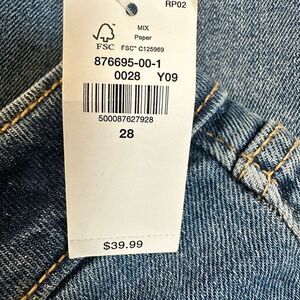 RP02
MIX
Paper
FSC
FSC™ C125969
876695-00-1
0028 Y09
500087627928
28
$39.99